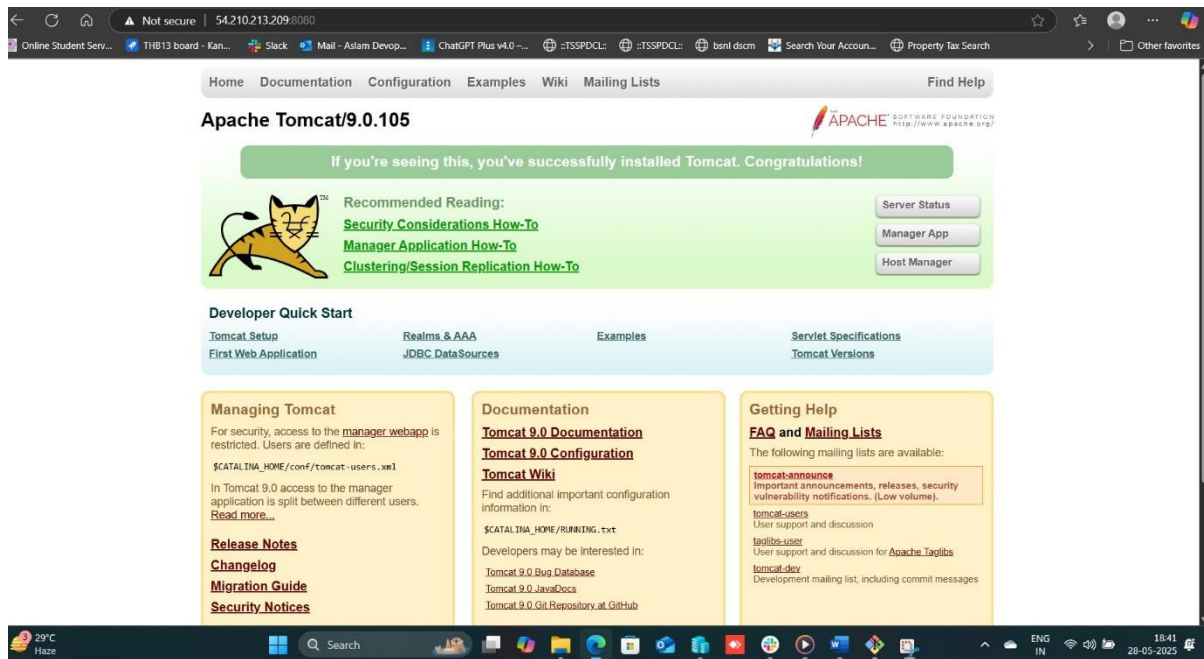 Not secure 54.210.213.209:8080
Online Student Serv... THB13 board - Kan... Slack Mail - Aslam Devop... ChatGPT Plus v4.0 –... ::TSSPDCL:: ::TSSPDCL:: bsnl dscm Search Your Accoun... Property Tax Search > Other favorites
Home Documentation Configuration Examples Wiki Mailing Lists Find Help
Apache Tomcat/9.0.105
THE APACHE SOFTWARE FOUNDATION
http://www.apache.org/
If you're seeing this, you've successfully installed Tomcat. Congratulations!
TM
Recommended Reading:
Security Considerations How-To
Manager Application How-To
Clustering/Session Replication How-To
Server Status
Manager App
Host Manager
Developer Quick Start
Tomcat Setup
First Web Application
Realms & AAA
JDBC DataSources
Examples
Servlet Specifications
Tomcat Versions
Managing Tomcat
For security, access to the manager webapp is
restricted. Users are defined in:
$CATALINA_HOME/conf/tomcat-users.xml
In Tomcat 9.0 access to the manager
application is split between different users.
Read more...
Release Notes
Changelog
Migration Guide
Security Notices
Documentation
Tomcat 9.0 Documentation
Tomcat 9.0 Configuration
Tomcat Wiki
Find additional important configuration
information in:
$CATALINA_HOME/RUNNING.txt
Developers may be interested in:
Tomcat 9.0 Bug Database
Tomcat 9.0 JavaDocs
Tomcat 9.0 Git Repository at GitHub
Getting Help
FAQ and Mailing Lists
The following mailing lists are available:
tomcat-announce
Important announcements, releases, security
vulnerability notifications. (Low volume).
tomcat-users
User support and discussion
taglibs-user
User support and discussion for Apache Taglibs
tomcat-dev
Development mailing list, including commit messages
3
29°C
Haze
Search
ENG
IN
18:41
28-05-2025